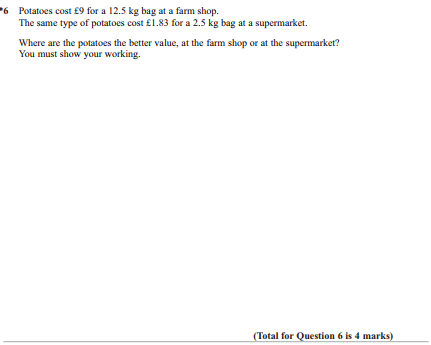 *6 Potatoes cost £9 for a 12.5 kg bag at a farm shop.
The same type of potatoes cost £1.83 for a 2.5 kg bag at a supermarket.
Where are the potatoes the better value, at the farm shop or at the supermarket?
You must show your working.
(Total for Question 6 is 4 marks)